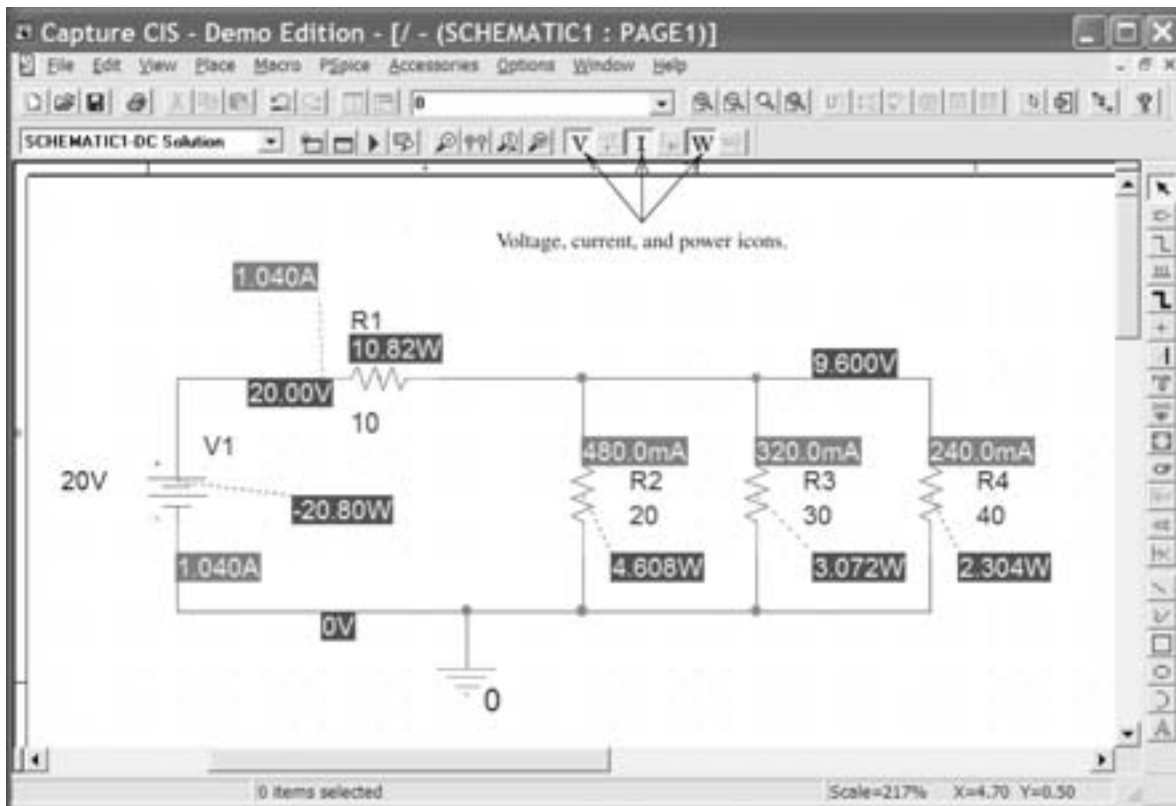 Capture CIS - Demo Edition - [/ - (SCHEMATIC1 : PAGE1)]
File Edit View Place Macro PSpice Accessories Options Window Help
0
SCHEMATIC1-DC Solution
V I W
Voltage, current, and power icons.
1.040A
R1
10.82W
9.600V
20.00V
10
V1
480.0mA
320.0mA
240.0mA
20V
R2
R3
R4
-20.80W
20
30
40
1.040A
4.608W
3.072W
2.304W
0V
0
A
0 items selected
Scale=217% X=4.70 Y=0.50